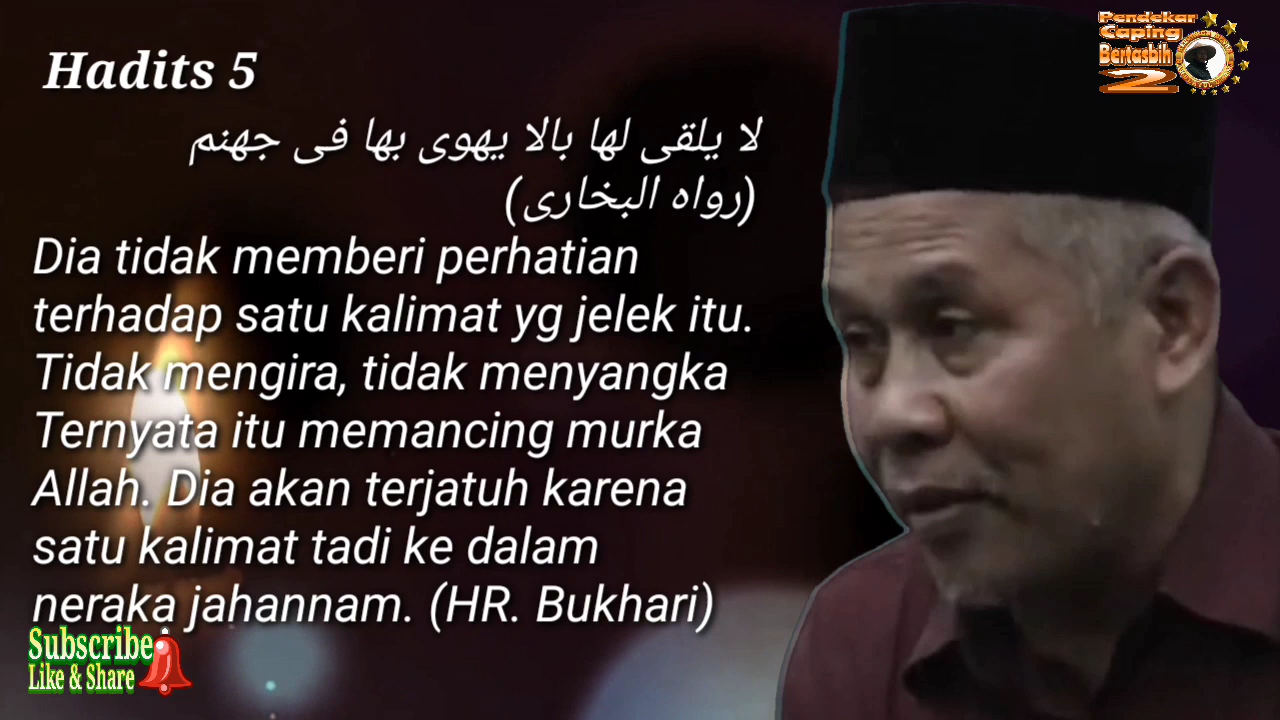 Pendekar
Caping
Bertasbih
2
Hadits 5
لا يلقى لها بالا يهوى بها فى جهنم
(رواه البخارى)
Dia tidak memberi perhatian
terhadap satu kalimat yg jelek itu.
Tidak mengira, tidak menyangka
Ternyata itu memancing murka
Allah. Dia akan terjatuh karena
satu kalimat tadi ke dalam
neraka jahannam. (HR. Bukhari)
Subscribe
Like & Share